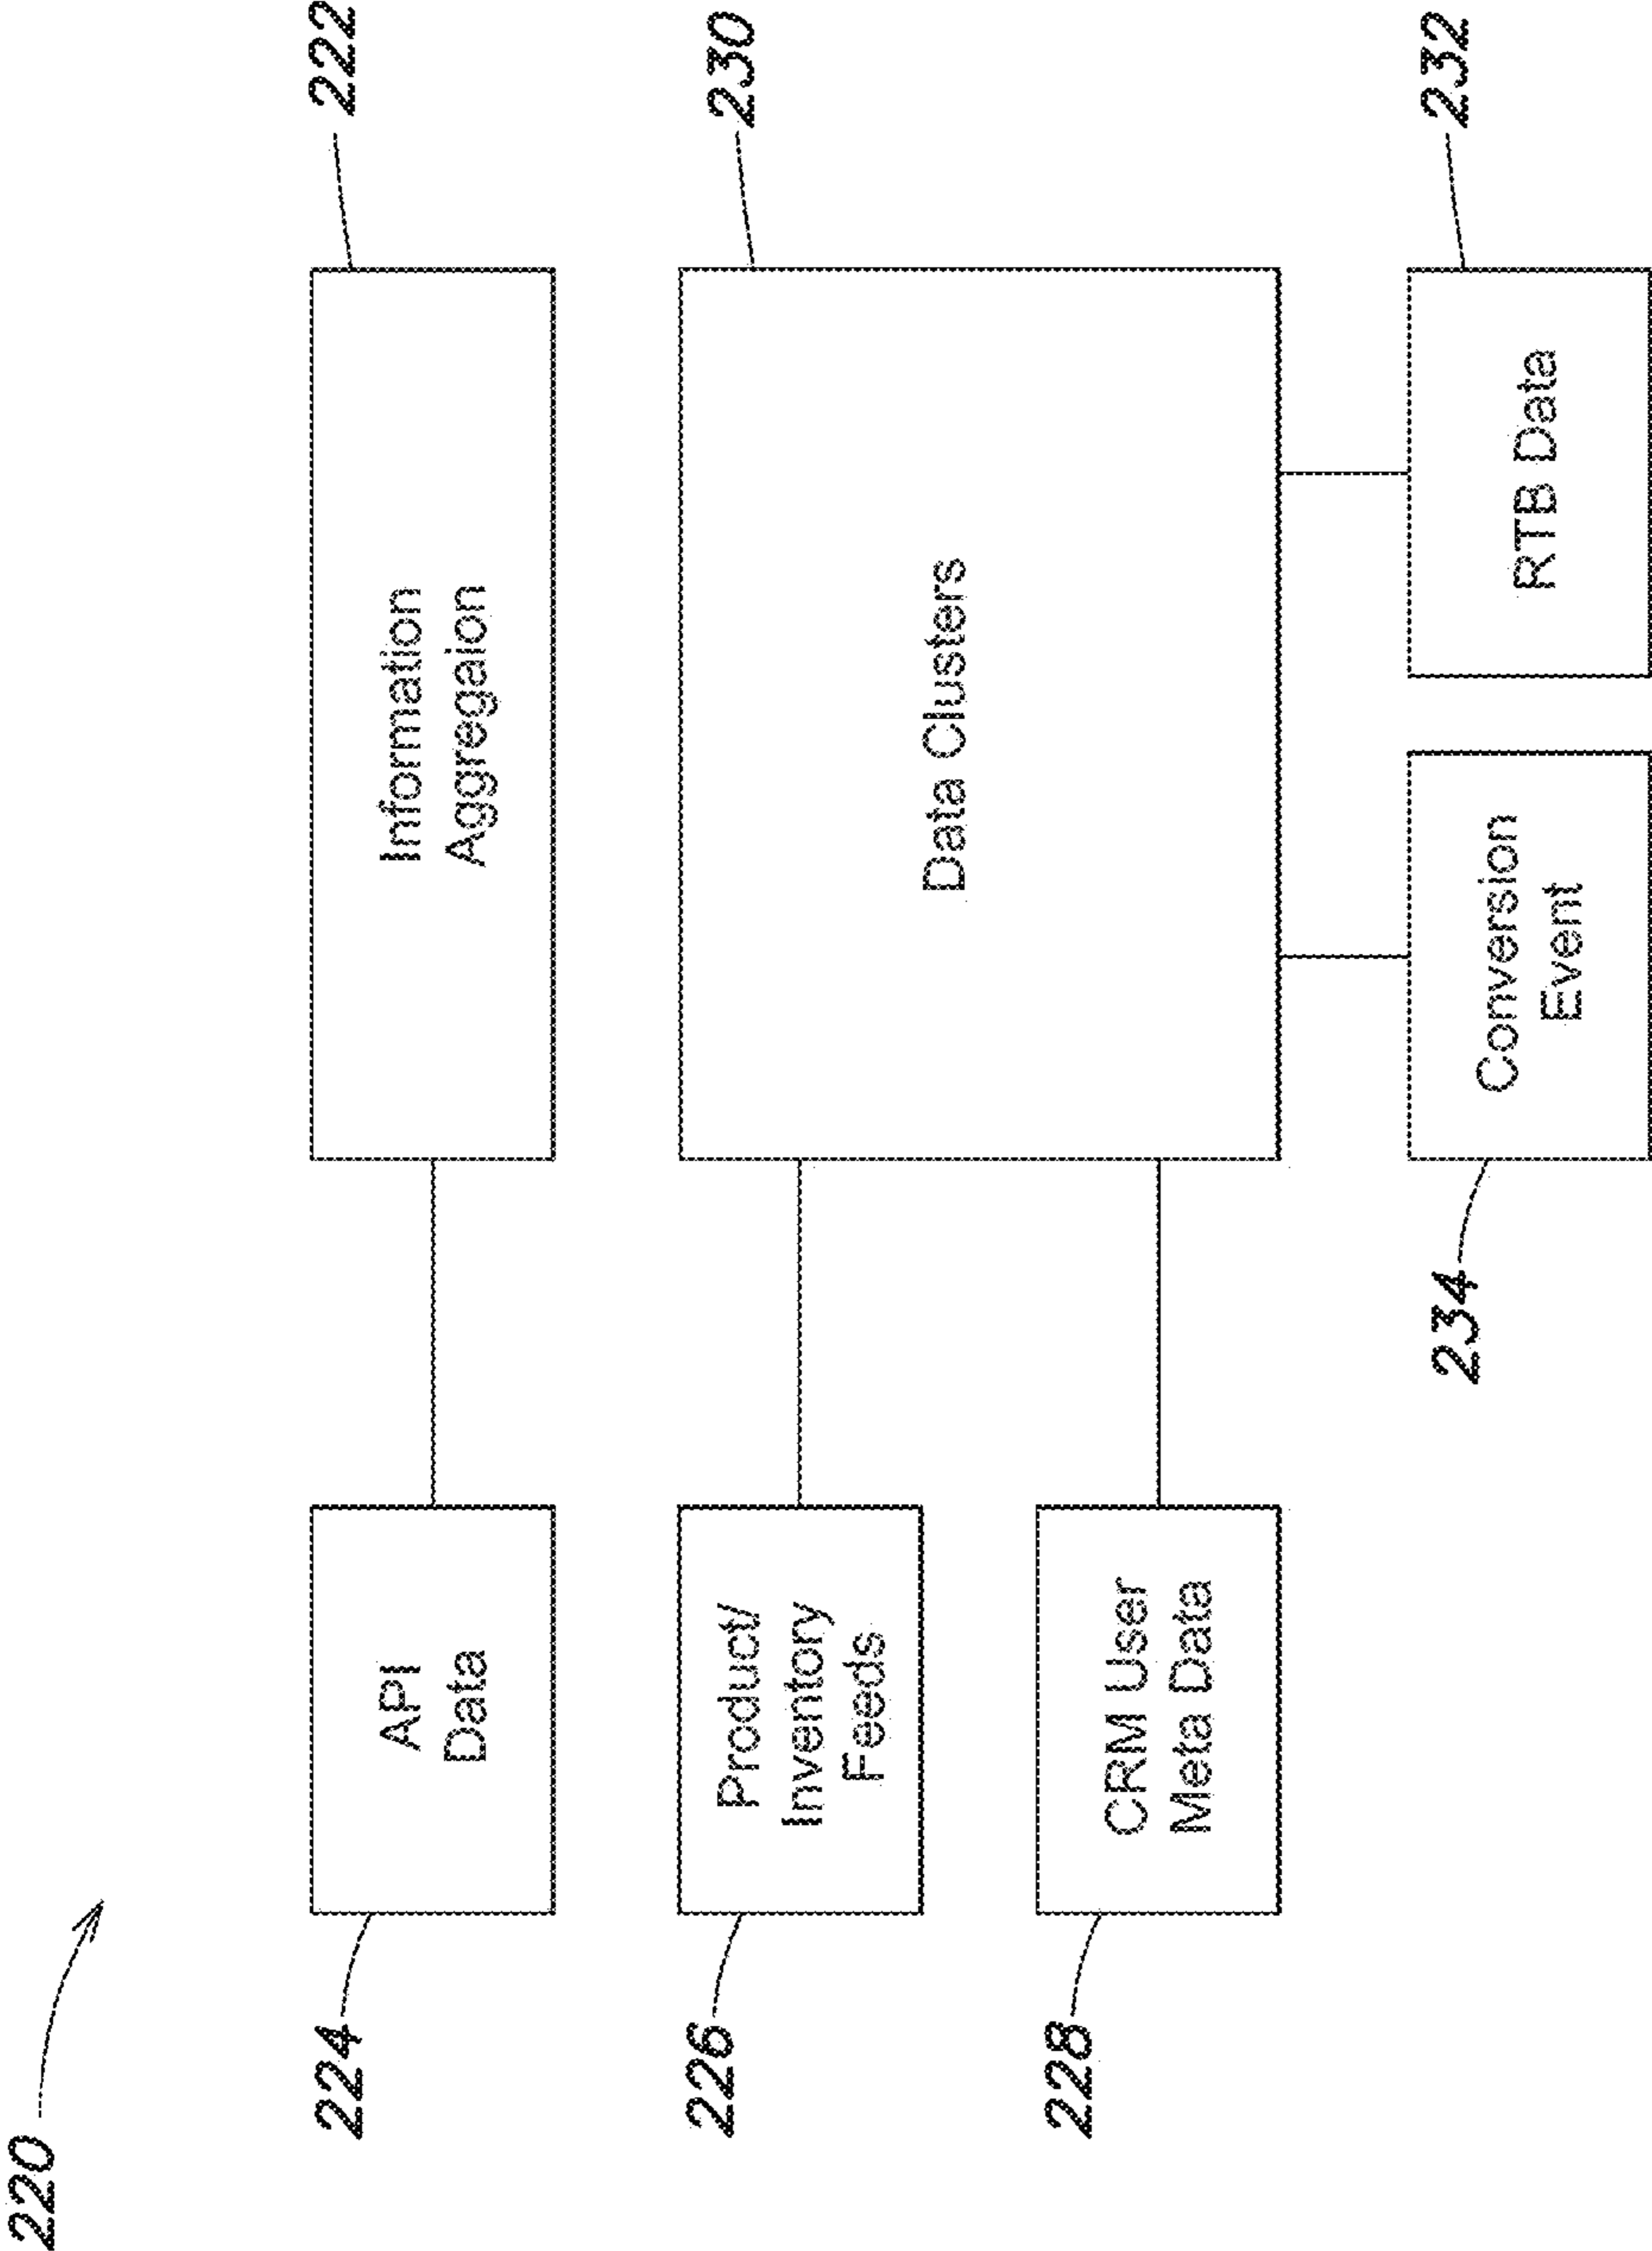 220
224
API
Data
Information
Aggregaion
222
226
Product/
Inventory
Feeds
Data Clusters
230
228
CRM User
Meta Data
234
Conversion
Event
RTB Data
232